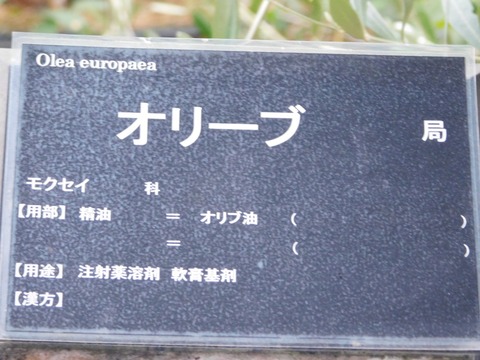 Olea europaea
オリーブ 局
モクセイ 科
【用部】 精油 ＝ オリブ油 ( )
＝ ( )
【用途】 注射薬溶剤 軟膏基剤
【漢方】